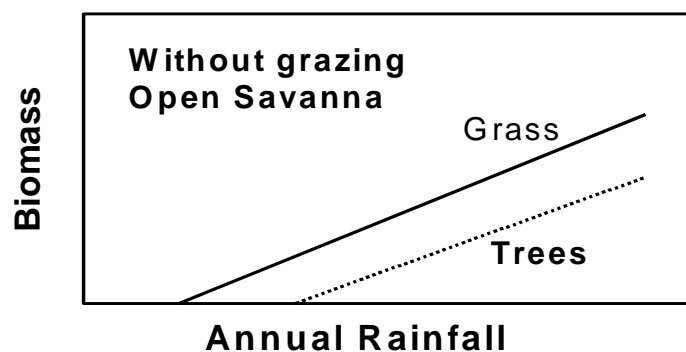 Without grazing
Open Savanna
Grass
Trees
Biomass
Annual Rainfall